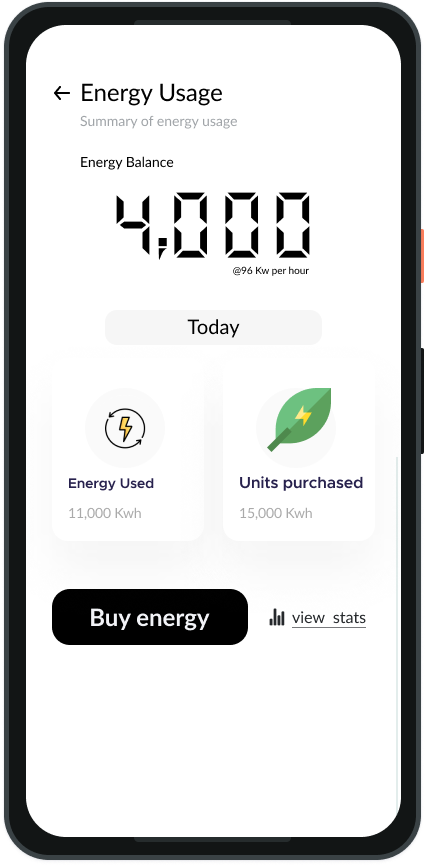 Energy Usage
Summary of energy usage
Energy Balance
4,000
@96 Kw per hour
Today
Energy Used
11,000 Kwh
Units purchased
15,000 Kwh
Buy energy
view stats